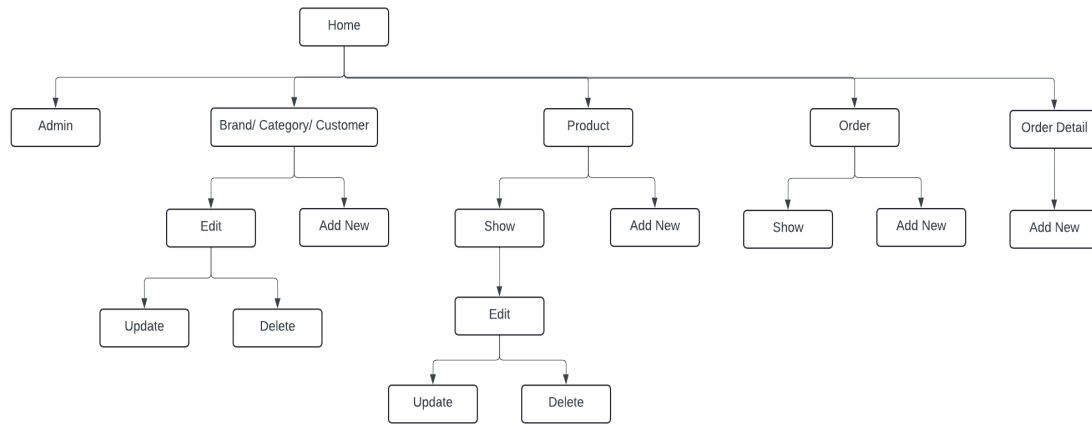 Home
Admin
Brand/ Category/ Customer
Product
Order
Order Detail
Edit
Add New
Show
Add New
Show
Add New
Add New
Update
Delete
Edit
Update
Delete